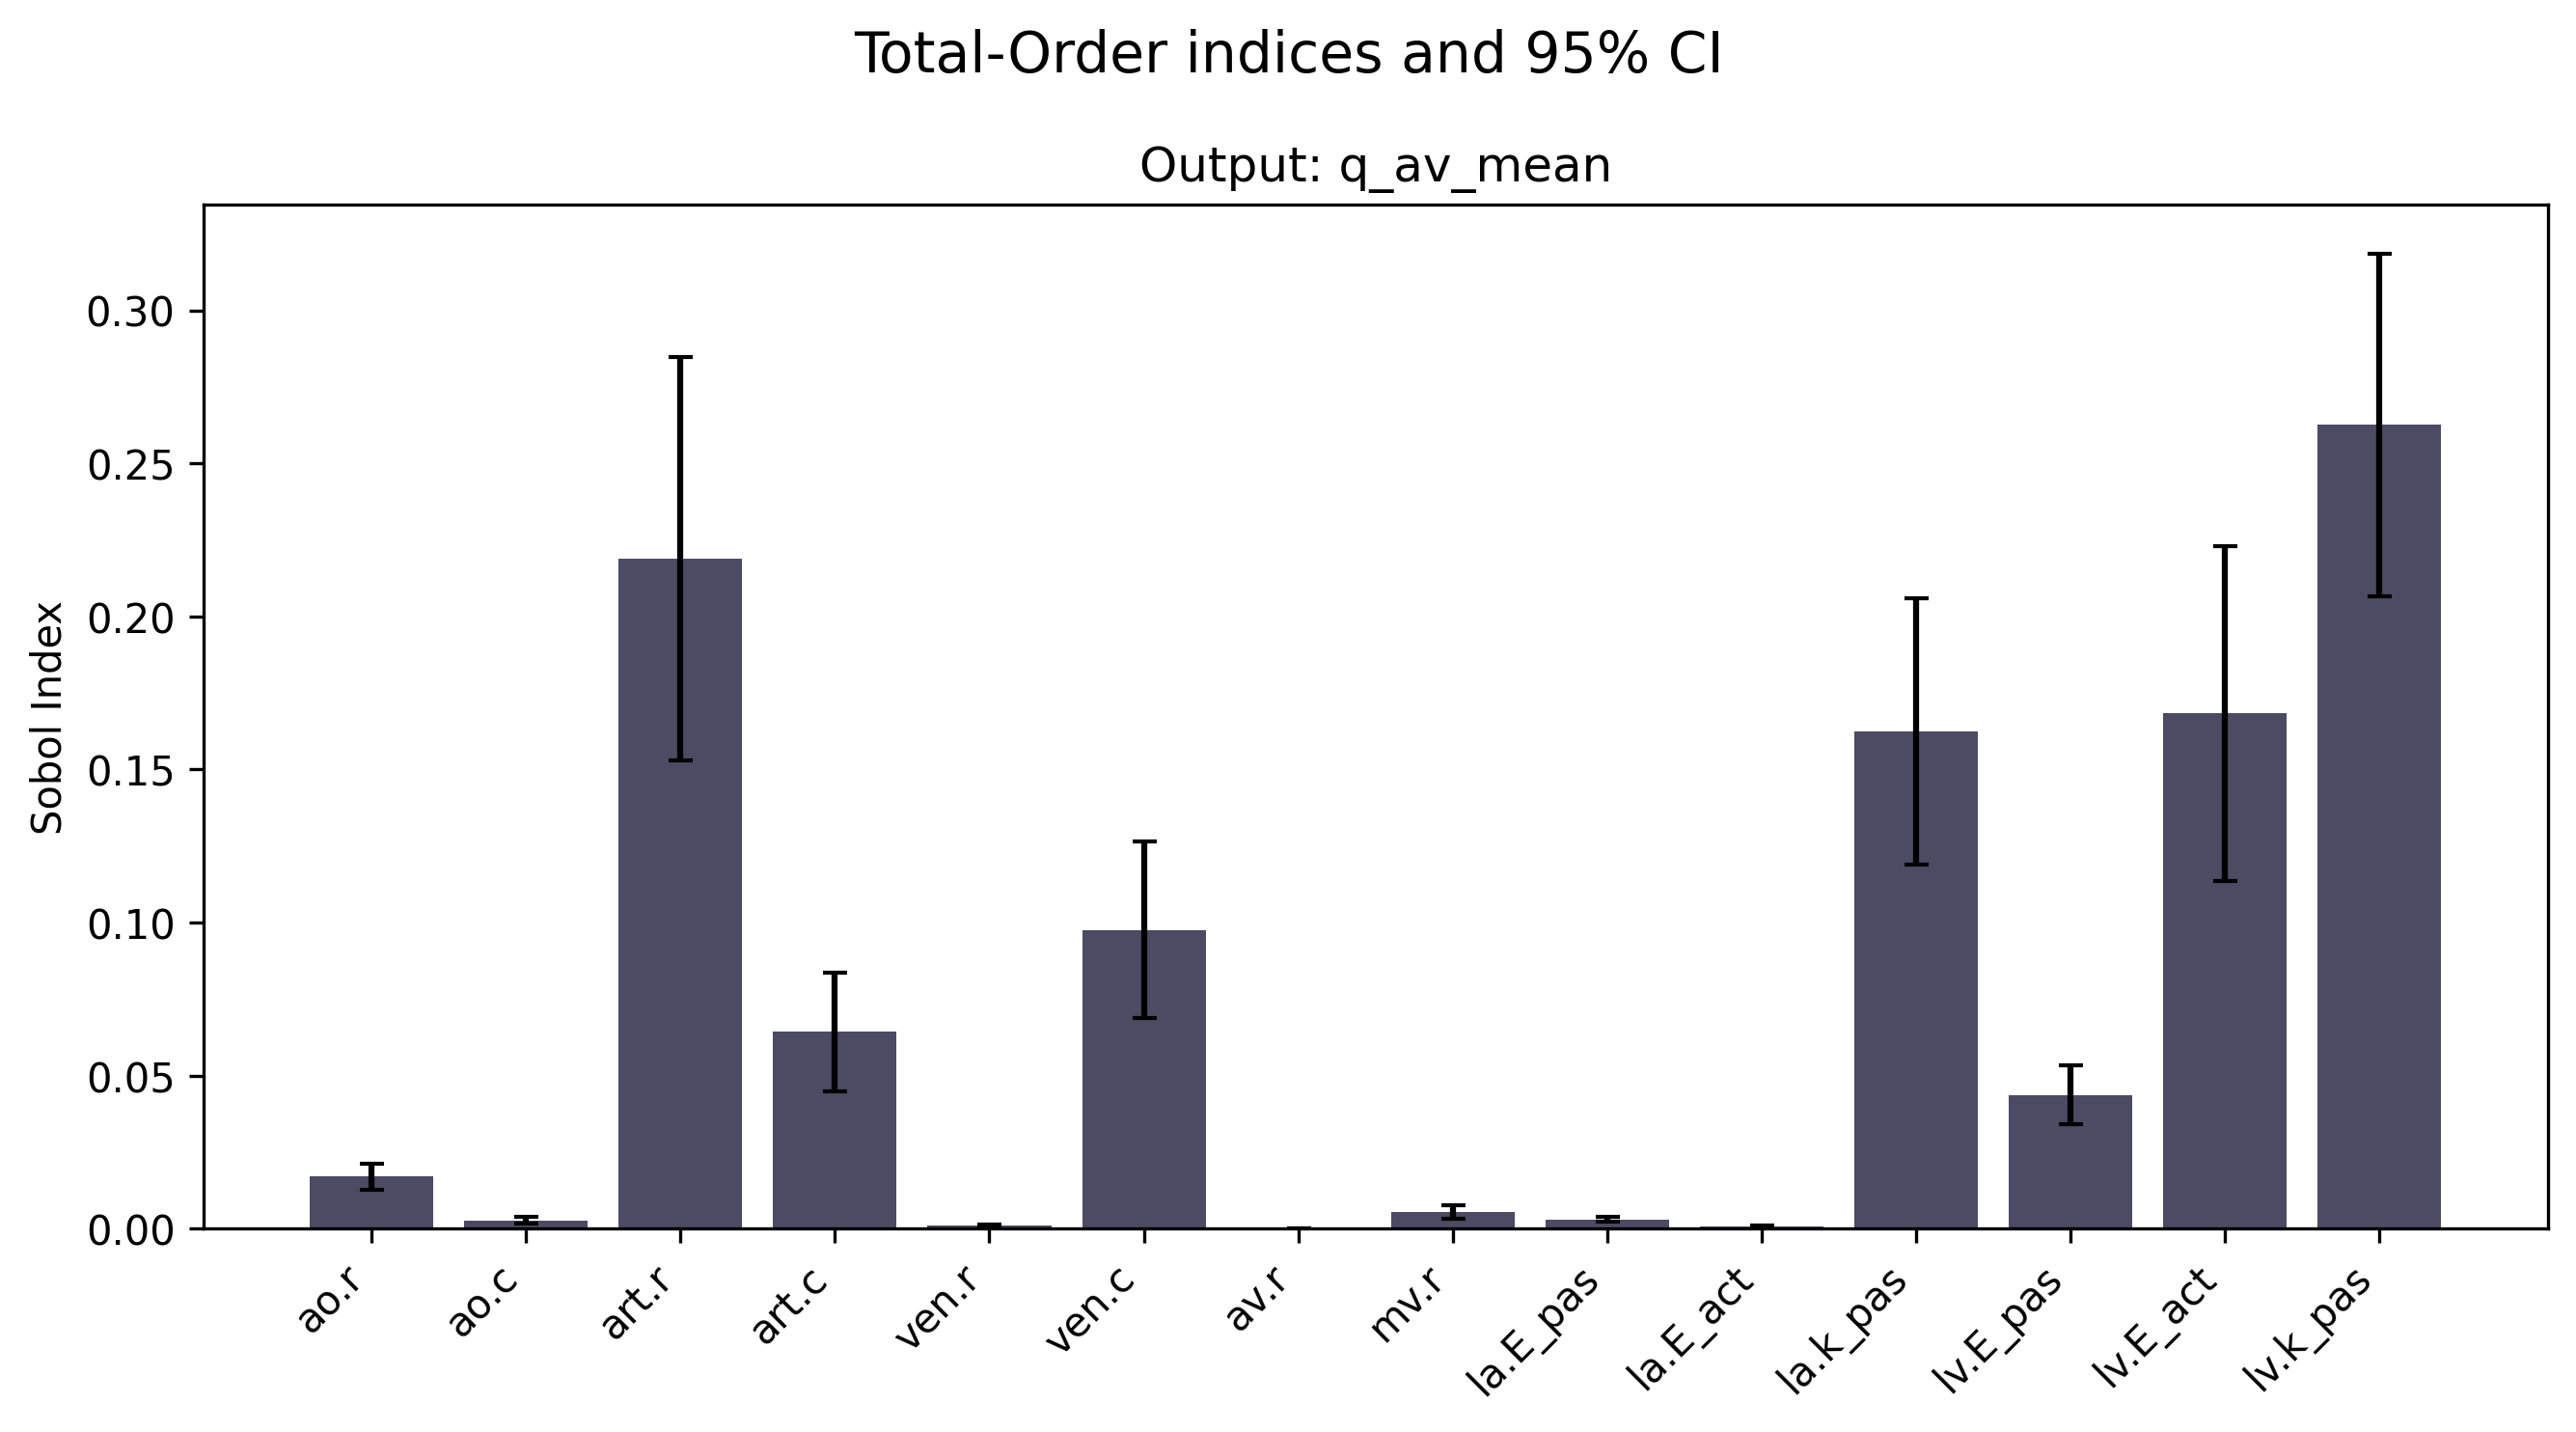 Total-Order indices and 95% CI
Output: q_av_mean
Sobol Index
0.30
0.25
0.20
0.15
0.10
0.05
0.00
ao.r
ao.c
art.r
art.c
ven.r
ven.c
av.r
mv.r
la.E_pas
la.E_act
la.k_pas
lv.E_pas
lv.E_act
lv.k_pas